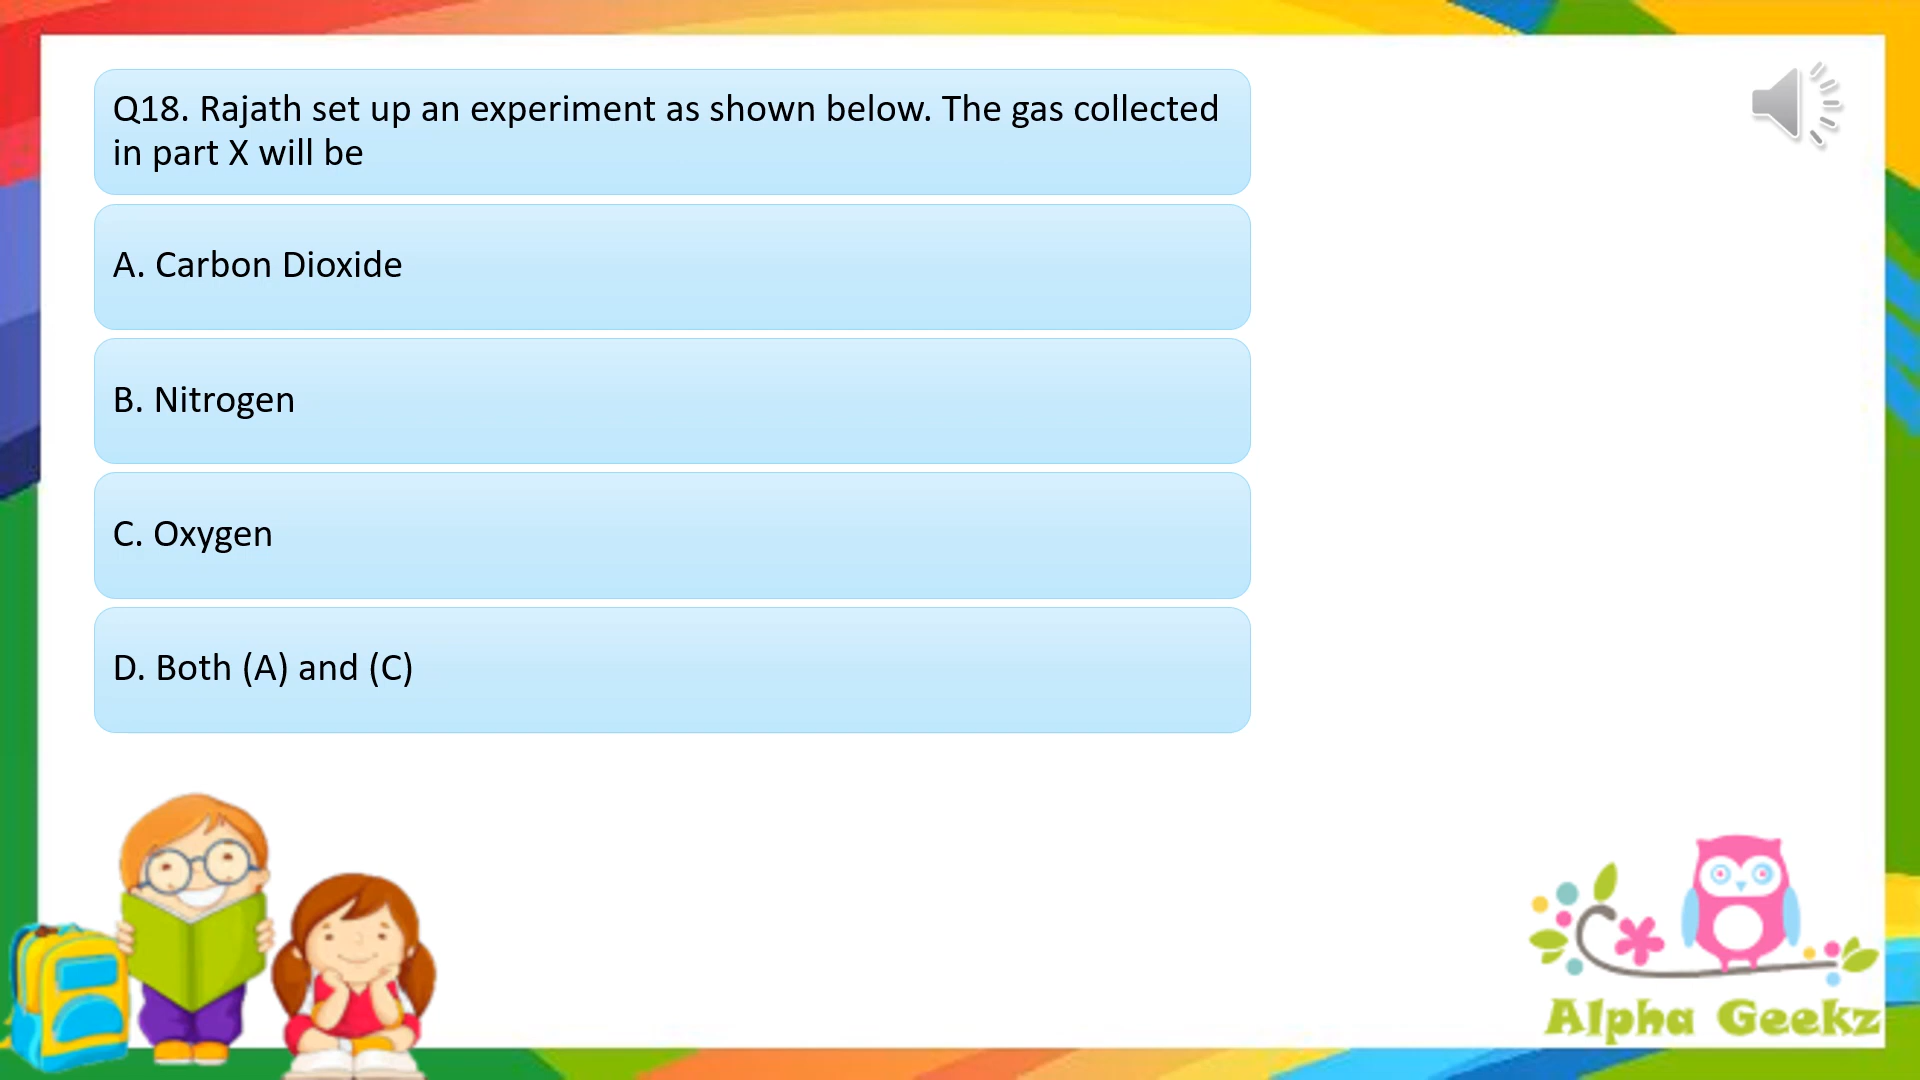 Q18. Rajath set up an experiment as shown below. The gas collected
in part X will be
A. Carbon Dioxide
B. Nitrogen
C. Oxygen
D. Both (A) and (C)
Alpha Geekz